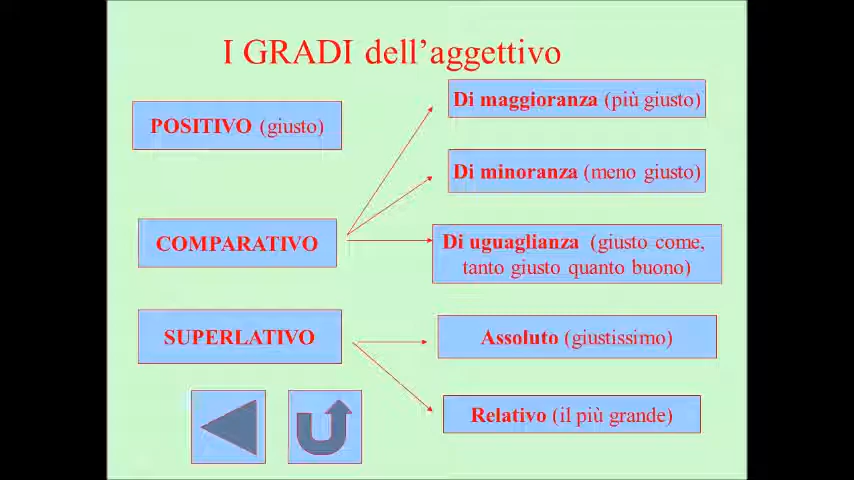 I GRADI dell’aggettivo
POSITIVO (giusto)
COMPARATIVO
Di maggioranza (più giusto)
Di minoranza (meno giusto)
Di uguaglianza (giusto come,
tanto giusto quanto buono)
SUPERLATIVO
Assoluto (giustissimo)
Relativo (il più grande)